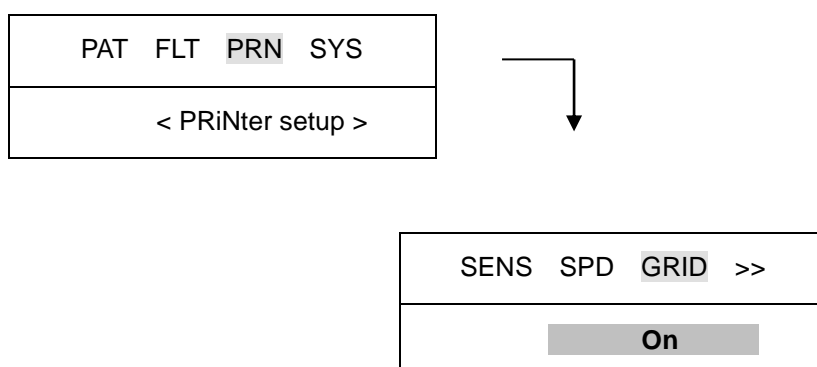 PAT FLT PRN SYS
< PRiNter setup >
SENS SPD GRID >>
On